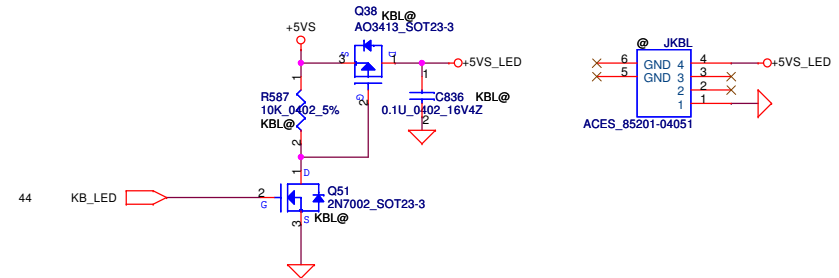 Q38
KBL@
+5VS
AO3413_SOT23-3
3
S
D
1
+5VS_LED
G
2
1
R587
10K_0402_5%
KBL@
2
1
C836
KBL@
0.1U_0402_16V4Z
2
@
JKBL
6
GND
4
4
+5VS_LED
5
GND
3
3
2
2
1
1
ACES_85201-04051
44
KB_LED
2
G
1
D
Q51
2N7002_SOT23-3
KBL@
3
S